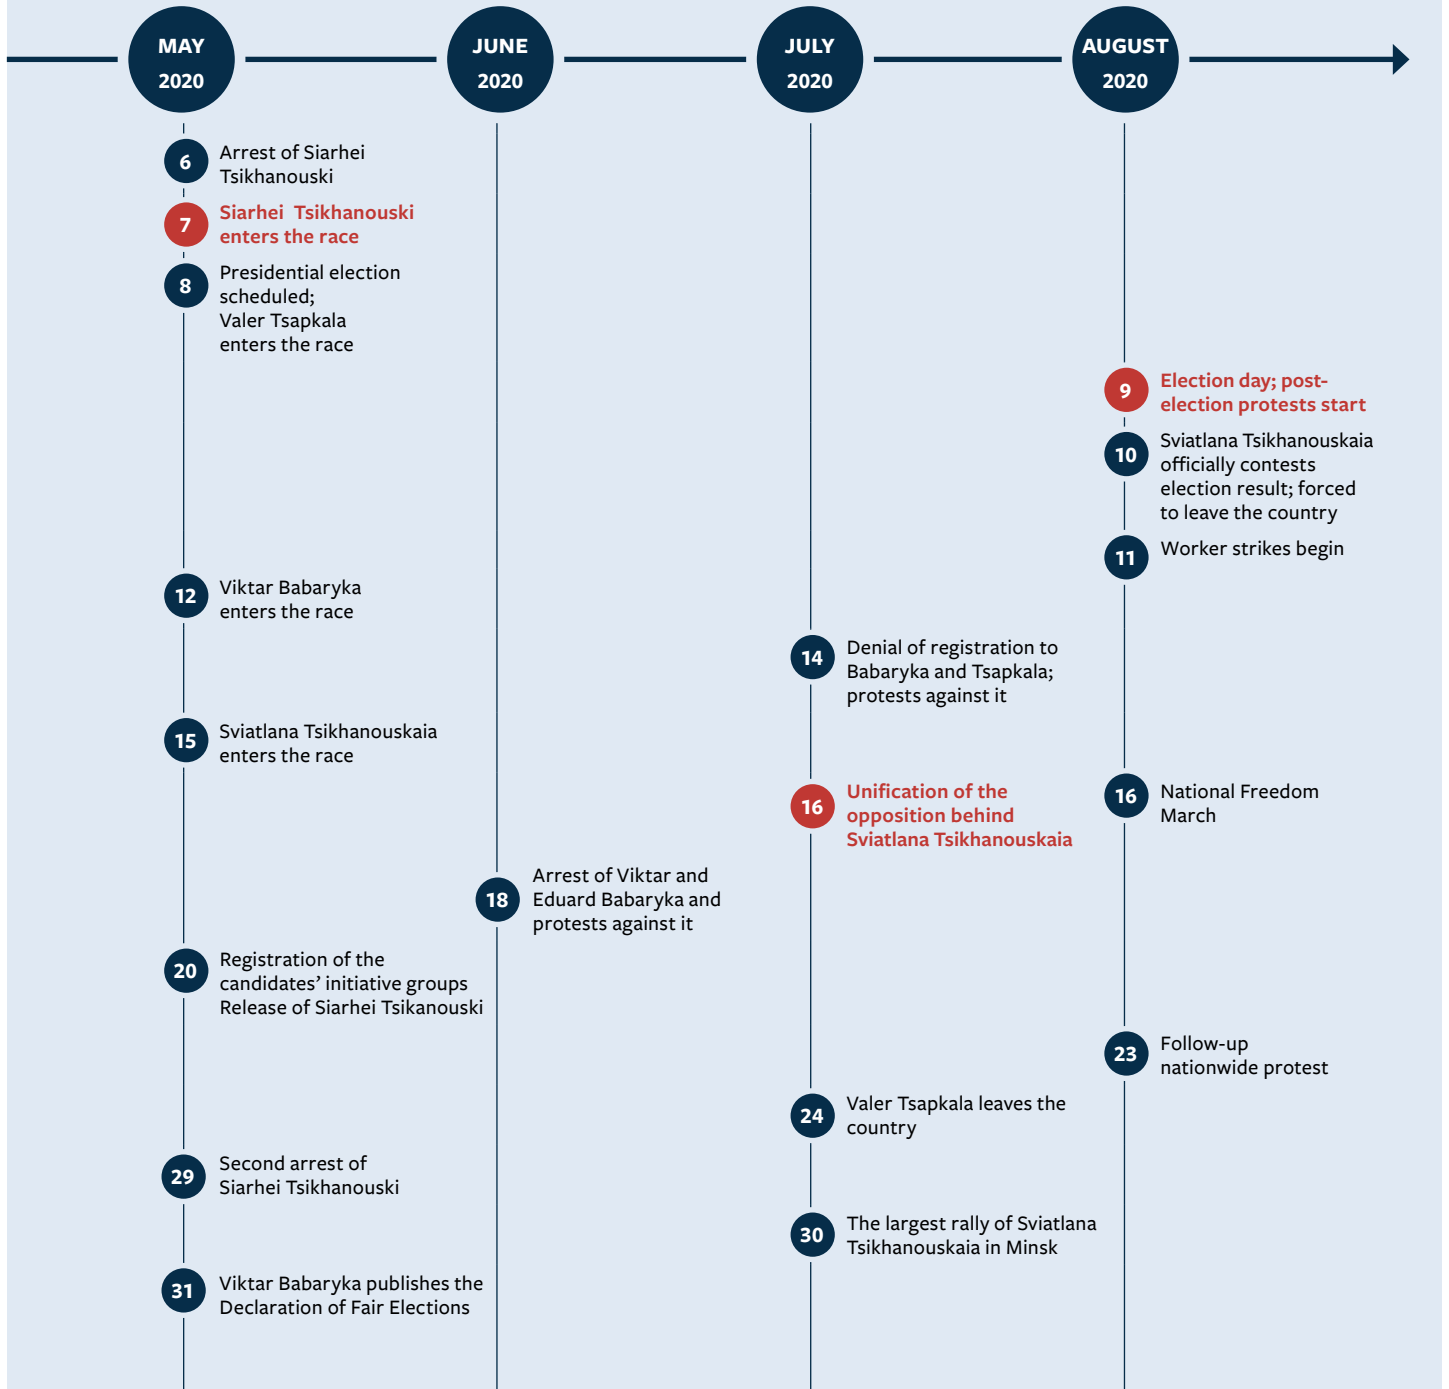 MAY
2020
JUNE
2020
JULY
2020
AUGUST
2020
6
Arrest of Siarhei
Tsikhanouski
7
Siarhei Tsikhanouski
enters the race
8
Presidential election
scheduled;
Valer Tsapkala
enters the race
12
Viktar Babaryka
enters the race
15
Sviatlana Tsikhanouskaia
enters the race
20
Registration of the
candidates’ initiative groups
Release of Siarhei Tsikanouski
29
Second arrest of
Siarhei Tsikhanouski
31
Viktar Babaryka publishes the
Declaration of Fair Elections
18
Arrest of Viktar and
Eduard Babaryka and
protests against it
14
Denial of registration to
Babaryka and Tsapkala;
protests against it
16
Unification of the
opposition behind
Sviatlana Tsikhanouskaia
24
Valer Tsapkala leaves the
country
30
The largest rally of Sviatlana
Tsikhanouskaia in Minsk
9
Election day; post-
election protests start
10
Sviatlana Tsikhanouskaia
officially contests
election result; forced
to leave the country
11
Worker strikes begin
16
National Freedom
March
23
Follow-up
nationwide protest